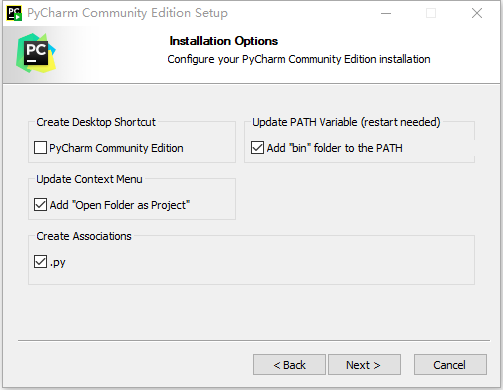 PyCharm Community Edition Setup
PC
Installation Options
Configure your PyCharm Community Edition installation
Create Desktop Shortcut
PyCharm Community Edition
Update PATH Variable (restart needed)
Add "bin" folder to the PATH
Update Context Menu
Add "Open Folder as Project"
Create Associations
.py
< Back
Next >
Cancel